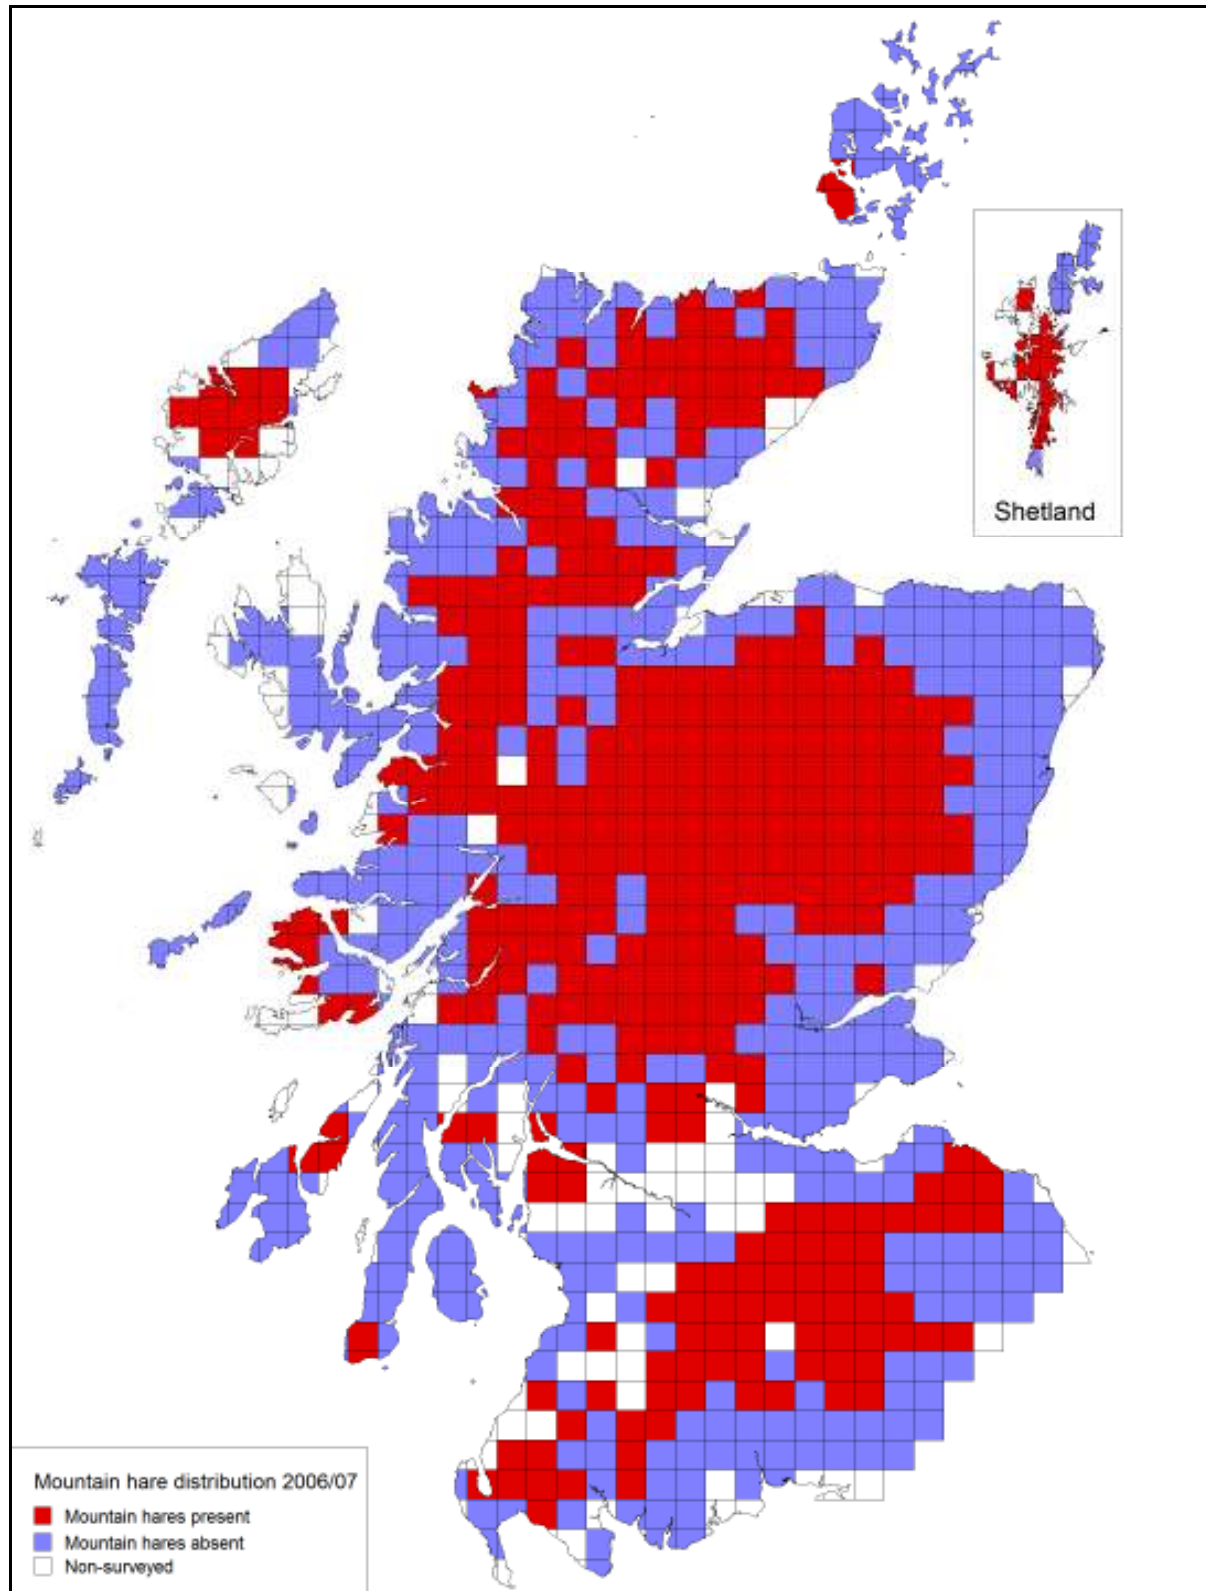 Shetland
Mountain hare distribution 2006/07
Mountain hares present
Mountain hares absent
Non-surveyed